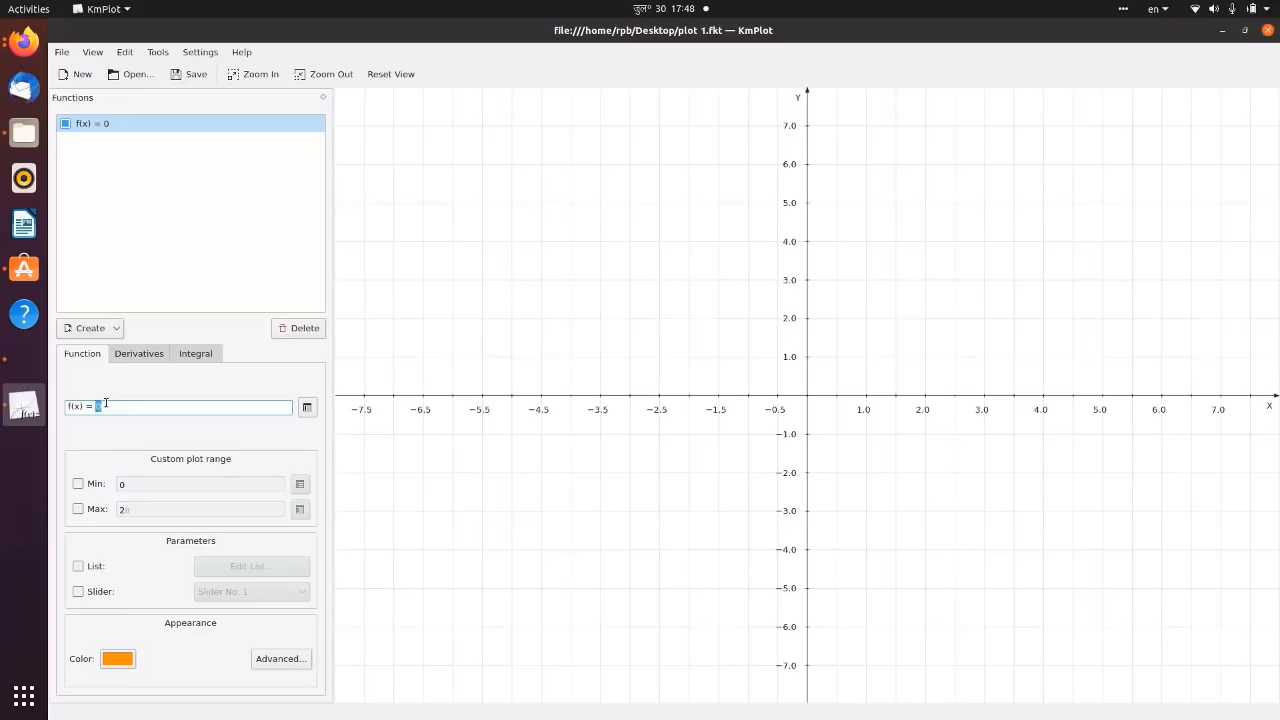 Activities KmPlot जुल॰ 30 17:48 en
file:///home/rpb/Desktop/plot 1.fkt — KmPlot
File View Edit Tools Settings Help
New Open... Save Zoom In Zoom Out Reset View
Functions
f(x) = 0
Create Delete
Function Derivatives Integral
f(x) = 0
Custom plot range
Min: 0
Max: 2π
Parameters
List: Edit List...
Slider: Slider No. 1
Appearance
Color: Advanced...
Y
7.0
6.0
5.0
4.0
3.0
2.0
1.0
−7.5 −6.5 −5.5 −4.5 −3.5 −2.5 −1.5 −0.5 1.0 2.0 3.0 4.0 5.0 6.0 7.0 X
−1.0
−2.0
−3.0
−4.0
−5.0
−6.0
−7.0